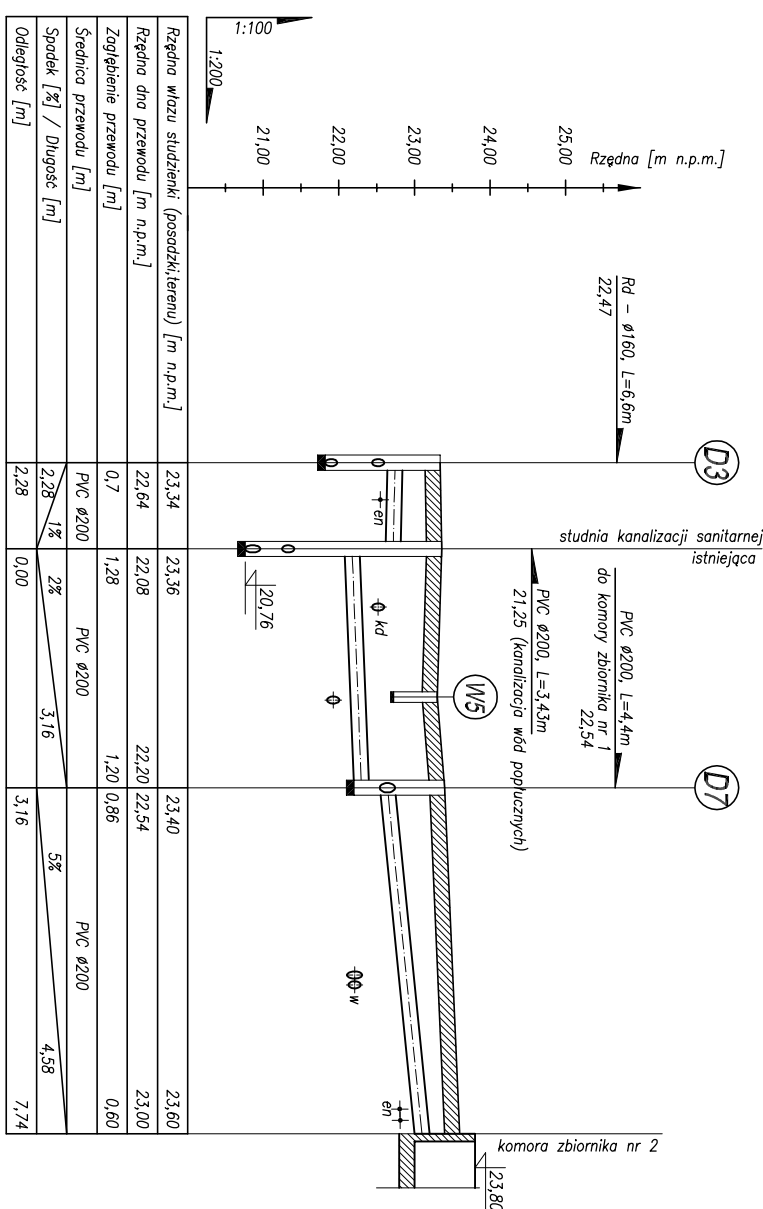 1:100
1:200
21,00
22,00
23,00
24,00
25,00
Rzędna [m n.p.m.]
Rd - ø160, L=6,6m
22,47
D3
studnia kanalizacji sanitarnej
istniejąca
PVC ø200, L=3,43m
21,25 (kanalizacja wód popłucznych)
PVC ø200, L=4,4m
do komory zbiornika nr 1
22,54
D7
W5
en
20,76
kd
w
en
komora zbiornika nr 2
23,80
Rzędna włazu studzienki (posadzki,terenu) [m n.p.m.]
23,34 23,36 23,40 23,60
Rzędna dna przewodu [m n.p.m.]
22,64 22,08 22,20 22,54 23,00
Zagłębienie przewodu [m]
0,7 1,28 1,20 0,86 0,60
Średnica przewodu [m]
PVC ø200 PVC ø200 PVC ø200
Spadek [%] / Długość [m]
2,28 1% 2% 3,16 5% 4,58
Odległość [m]
2,28 0,00 3,16 7,74